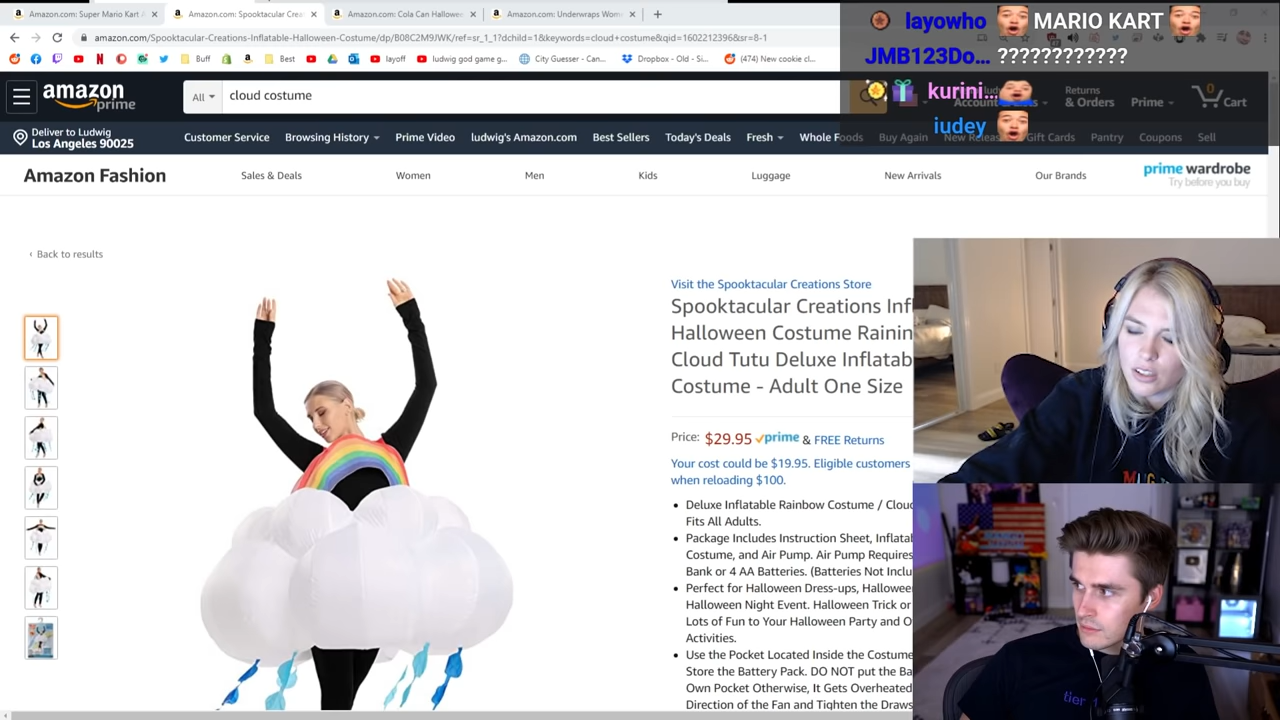 Amazon.com: Super Mario Kart A
Amazon.com: Spooktacular Crea
Amazon.com: Cola Can Hallowee
Amazon.com: Underwraps Wom
amazon.com/Spooktacular-Creations-Inflatable-Halloween-Costume/dp/B08C2M9JWK/ref=sr_1_1?dchild=1&keywords=cloud+costume&qid=1602212396&sr=8-1
Buff
Best
layoff
ludwig god game g...
City Guesser - Can...
Dropbox - Old - Si...
(474) New cookie cl...
layowho MARIO KART
JMB123Do... ????????????
kurini...
iudey
amazon prime
All
cloud costume
Account
Returns & Orders
Prime
0 Cart
Deliver to Ludwig
Los Angeles 90025
Customer Service
Browsing History
Prime Video
ludwig's Amazon.com
Best Sellers
Today's Deals
Fresh
Whole Foods
Buy Again
New Releases
Gift Cards
Pantry
Coupons
Sell
Amazon Fashion
Sales & Deals
Women
Men
Kids
Luggage
New Arrivals
Our Brands
prime wardrobe
Try before you buy
‹ Back to results
Visit the Spooktacular Creations Store
Spooktacular Creations Inf
Halloween Costume Rainin
Cloud Tutu Deluxe Inflatab
Costume - Adult One Size
Price: $29.95 prime & FREE Returns
Your cost could be $19.95. Eligible customers
when reloading $100.
• Deluxe Inflatable Rainbow Costume / Clou
Fits All Adults.
• Package Includes Instruction Sheet, Inflatab
Costume, and Air Pump. Air Pump Requires
Bank or 4 AA Batteries. (Batteries Not Inclu
• Perfect for Halloween Dress-ups, Hallowee
Halloween Night Event. Halloween Trick or
Lots of Fun to Your Halloween Party and O
Activities.
• Use the Pocket Located Inside the Costume
Store the Battery Pack. DO NOT put the Ba
Own Pocket Otherwise, It Gets Overheated
Direction of the Fan and Tighten the Draws
tier 1